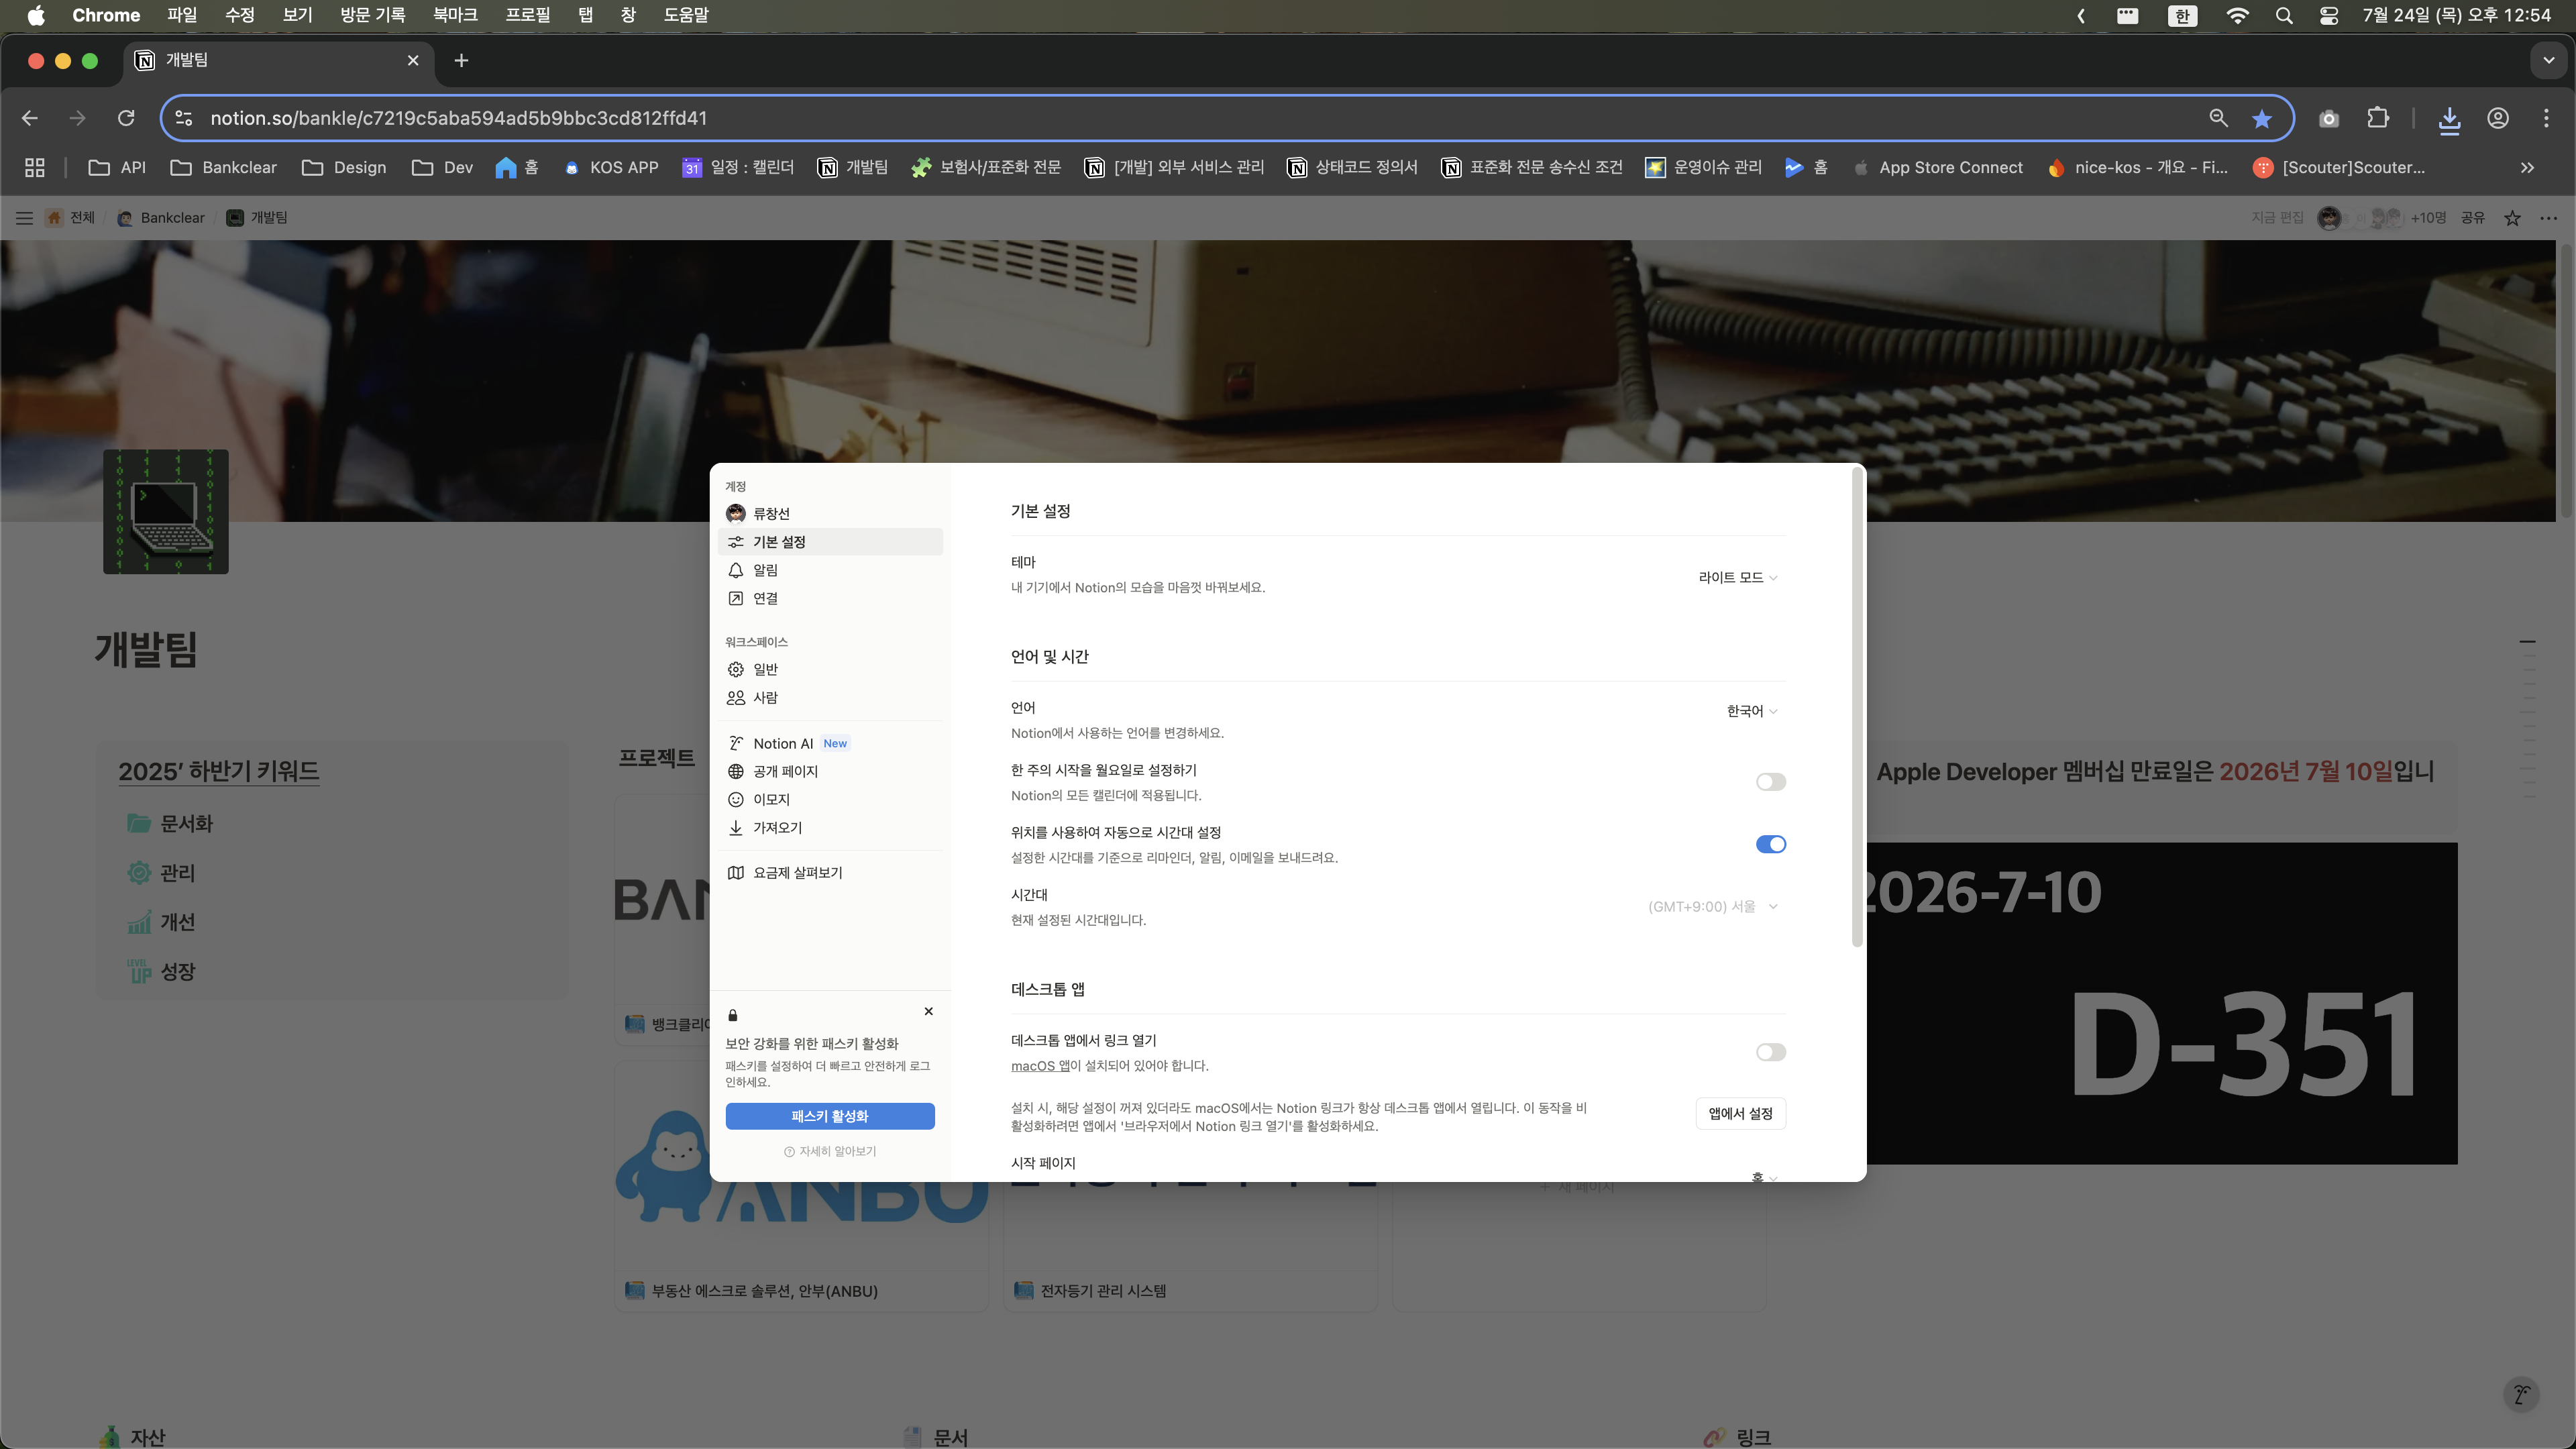 Chrome 파일 수정 보기 방문 기록 북마크 프로필 탭 창 도움말 한 7월 24일 (목) 오후 12:54
개발팀
notion.so/bankle/c7219c5aba594ad5b9bbc3cd812ffd41
API Bankclear Design Dev 홈 KOS APP 31 일정 : 캘린더 개발팀 보험사/표준화 전문 [개발] 외부 서비스 관리 상태코드 정의서 표준화 전문 송수신 조건 운영이슈 관리 홈 App Store Connect nice-kos - 개요 - Fi... [Scouter]Scouter...
전체 / Bankclear / 개발팀 지금 편집 +10명 공유
개발팀
2025’ 하반기 키워드
문서화
관리
개선
LEVEL UP 성장
프로젝트
BAN
뱅크클리
ANBU
부동산 에스크로 솔루션, 안부(ANBU)
전자등기 관리 시스템
+ 새 페이지
Apple Developer 멤버십 만료일은 2026년 7월 10일입니
2026-7-10
D-351
자산
문서
링크
계정
류창선
기본 설정
알림
연결
워크스페이스
일반
사람
Notion AI New
공개 페이지
이모지
가져오기
요금제 살펴보기
보안 강화를 위한 패스키 활성화
패스키를 설정하여 더 빠르고 안전하게 로그
인하세요.
패스키 활성화
자세히 알아보기
기본 설정
테마
내 기기에서 Notion의 모습을 마음껏 바꿔보세요.
라이트 모드
언어 및 시간
언어
Notion에서 사용하는 언어를 변경하세요.
한국어
한 주의 시작을 월요일로 설정하기
Notion의 모든 캘린더에 적용됩니다.
위치를 사용하여 자동으로 시간대 설정
설정한 시간대를 기준으로 리마인더, 알림, 이메일을 보내드려요.
시간대
현재 설정된 시간대입니다.
(GMT+9:00) 서울
데스크톱 앱
데스크톱 앱에서 링크 열기
macOS 앱이 설치되어 있어야 합니다.
설치 시, 해당 설정이 꺼져 있더라도 macOS에서는 Notion 링크가 항상 데스크톱 앱에서 열립니다. 이 동작을 비
활성화하려면 앱에서 '브라우저에서 Notion 링크 열기'를 활성화하세요.
앱에서 설정
시작 페이지
홈